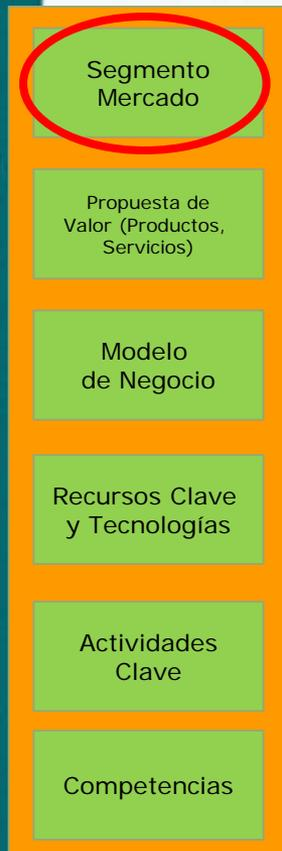 Segmento
Mercado
Propuesta de
Valor (Productos,
Servicios)
Modelo
de Negocio
Recursos Clave
y Tecnologías
Actividades
Clave
Competencias